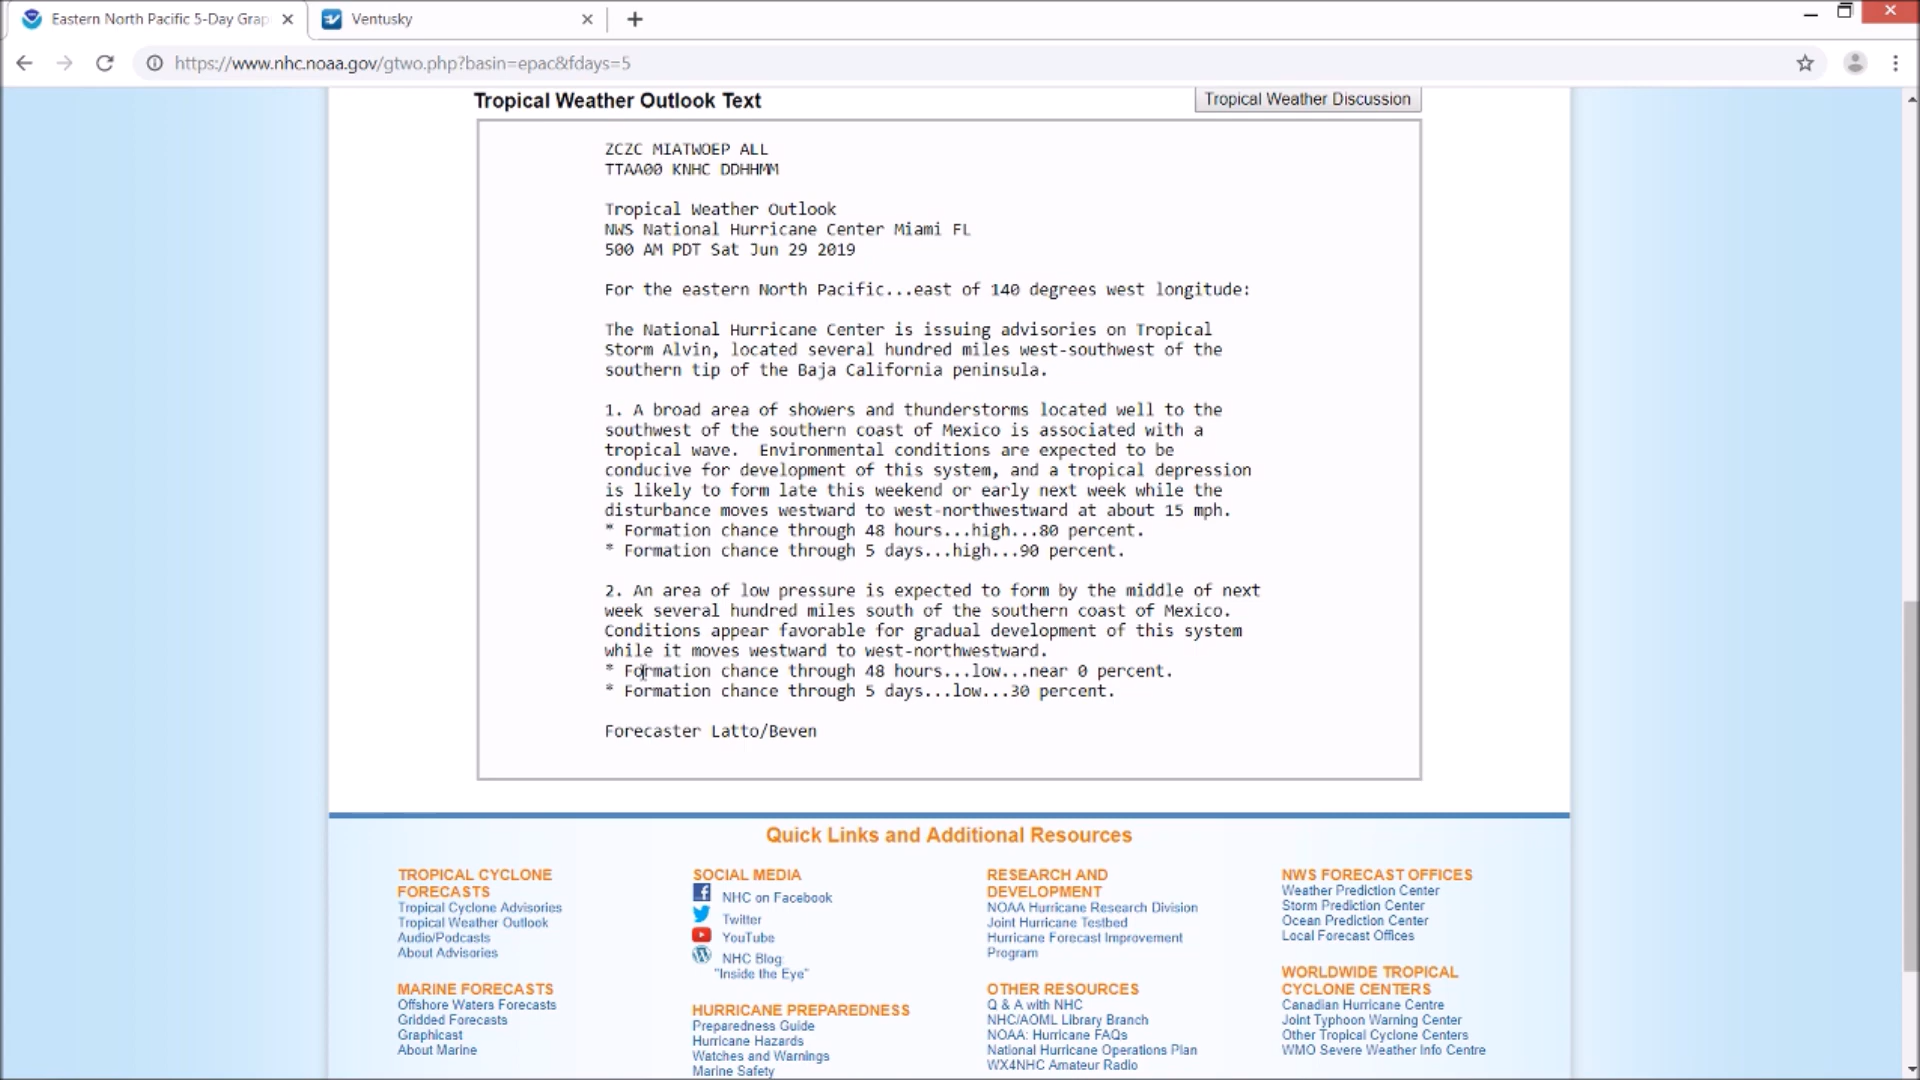 Eastern North Pacific 5-Day Grap
Ventusky
https://www.nhc.noaa.gov/gtwo.php?basin=epac&fdays=5
Tropical Weather Outlook Text
Tropical Weather Discussion
ZCZC MIATWOEP ALL
TTAA00 KNHC DDHHMM
Tropical Weather Outlook
NWS National Hurricane Center Miami FL
500 AM PDT Sat Jun 29 2019
For the eastern North Pacific...east of 140 degrees west longitude:
The National Hurricane Center is issuing advisories on Tropical
Storm Alvin, located several hundred miles west-southwest of the
southern tip of the Baja California peninsula.
1. A broad area of showers and thunderstorms located well to the
southwest of the southern coast of Mexico is associated with a
tropical wave.  Environmental conditions are expected to be
conducive for development of this system, and a tropical depression
is likely to form late this weekend or early next week while the
disturbance moves westward to west-northwestward at about 15 mph.
* Formation chance through 48 hours...high...80 percent.
* Formation chance through 5 days...high...90 percent.
2. An area of low pressure is expected to form by the middle of next
week several hundred miles south of the southern coast of Mexico.
Conditions appear favorable for gradual development of this system
while it moves westward to west-northwestward.
* Formation chance through 48 hours...low...near 0 percent.
* Formation chance through 5 days...low...30 percent.
Forecaster Latto/Beven
Quick Links and Additional Resources
TROPICAL CYCLONE
FORECASTS
Tropical Cyclone Advisories
Tropical Weather Outlook
Audio/Podcasts
About Advisories
MARINE FORECASTS
Offshore Waters Forecasts
Gridded Forecasts
Graphicast
About Marine
SOCIAL MEDIA
NHC on Facebook
Twitter
YouTube
NHC Blog:
"Inside the Eye"
HURRICANE PREPAREDNESS
Preparedness Guide
Hurricane Hazards
Watches and Warnings
Marine Safety
RESEARCH AND
DEVELOPMENT
NOAA Hurricane Research Division
Joint Hurricane Testbed
Hurricane Forecast Improvement
Program
OTHER RESOURCES
Q & A with NHC
NHC/AOML Library Branch
NOAA: Hurricane FAQs
National Hurricane Operations Plan
WX4NHC Amateur Radio
NWS FORECAST OFFICES
Weather Prediction Center
Storm Prediction Center
Ocean Prediction Center
Local Forecast Offices
WORLDWIDE TROPICAL
CYCLONE CENTERS
Canadian Hurricane Centre
Joint Typhoon Warning Center
Other Tropical Cyclone Centers
WMO Severe Weather Info Centre